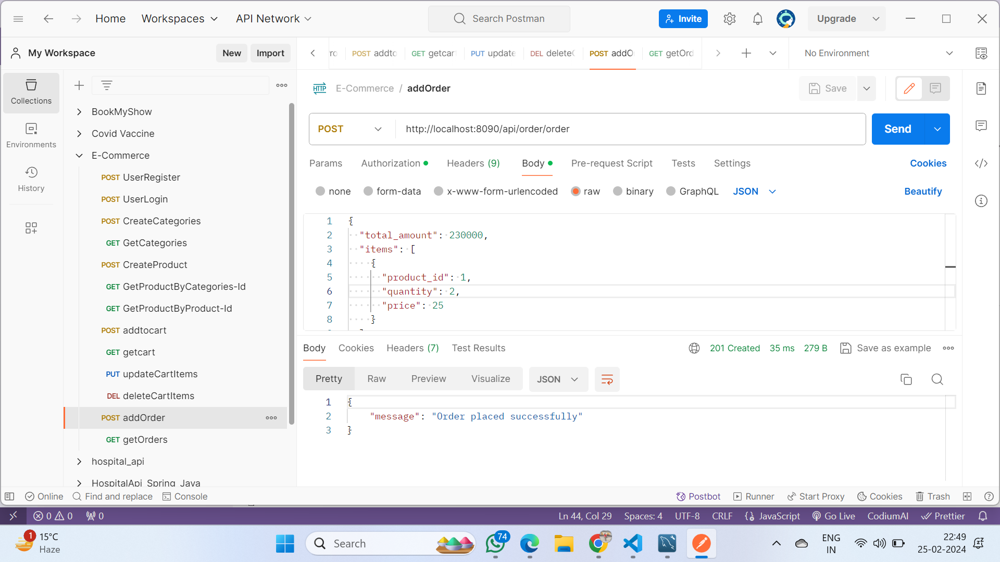 Home
Workspaces
API Network
Search Postman
Invite
Upgrade
My Workspace
New
Import
POST addto
GET getcar
PUT update
DEL delete
POST addO
GET getOrd
No Environment
Collections
Environments
History
BookMyShow
Covid Vaccine
E-Commerce
POST UserRegister
POST UserLogin
POST CreateCategories
GET GetCategories
POST CreateProduct
GET GetProductByCategories-Id
GET GetProductByProduct-Id
POST addtocart
GET getcart
PUT updateCartItems
DEL deleteCartItems
POST addOrder
GET getOrders
hospital_api
HospitalApi_Spring_Java
HTTP E-Commerce / addOrder
Save
POST http://localhost:8090/api/order/order
Send
Params Authorization Headers (9) Body Pre-request Script Tests Settings Cookies
none form-data x-www-form-urlencoded raw binary GraphQL JSON Beautify
1 {
2 "total_amount": 230000,
3 "items": [
4 {
5 "product_id": 1,
6 "quantity": 2,
7 "price": 25
8 }
Body Cookies Headers (7) Test Results 201 Created 35 ms 279 B Save as example
Pretty Raw Preview Visualize JSON
1 {
2 "message": "Order placed successfully"
3 }
Online Find and replace Console Postbot Runner Start Proxy Cookies Trash
0 0 0 Ln 44, Col 29 Spaces: 4 UTF-8 CRLF JavaScript Go Live CodiumAI Prettier
1
15°C
Haze
Search
74
ENG
IN
22:49
25-02-2024